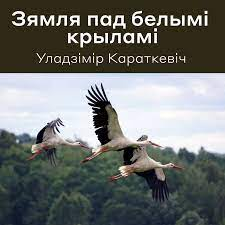 Зямля пад белымі
крыламі
Уладзімір Караткевіч